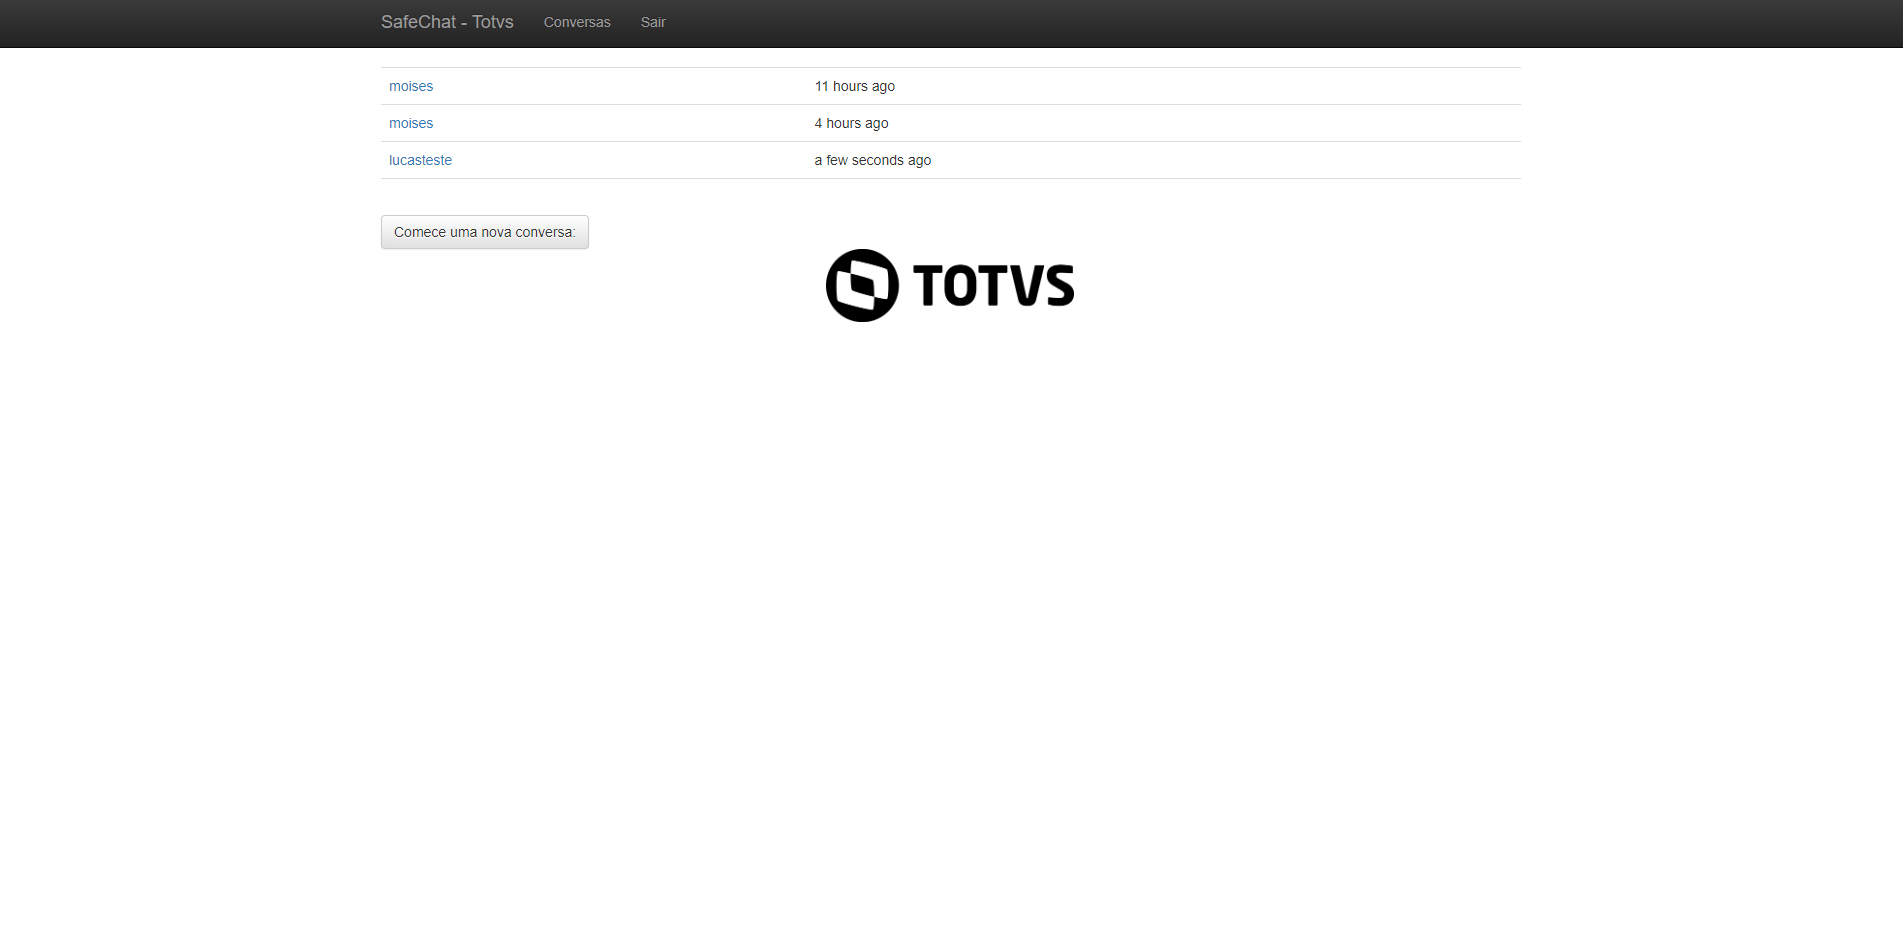 SafeChat - Totvs Conversas Sair
moises 11 hours ago
moises 4 hours ago
lucasteste a few seconds ago
Comece uma nova conversa:
TOTVS